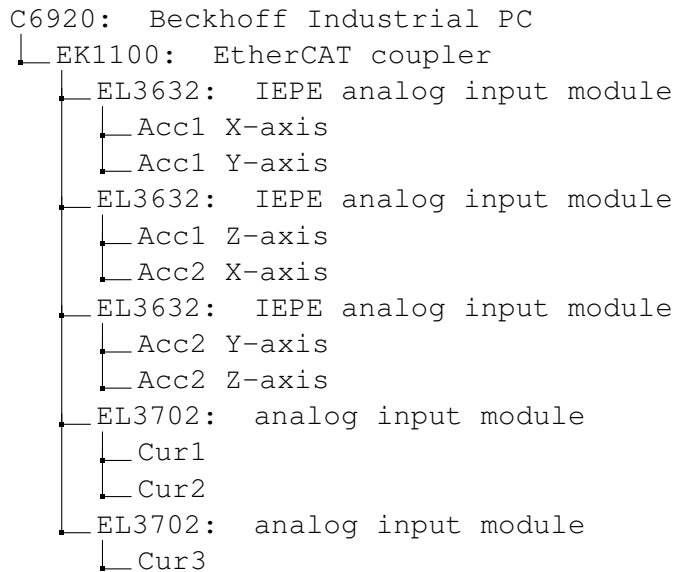 C6920: Beckhoff Industrial PC
EK1100: EtherCAT coupler
EL3632: IEPE analog input module
Acc1 X-axis
Acc1 Y-axis
EL3632: IEPE analog input module
Acc1 Z-axis
Acc2 X-axis
EL3632: IEPE analog input module
Acc2 Y-axis
Acc2 Z-axis
EL3702: analog input module
Cur1
Cur2
EL3702: analog input module
Cur3